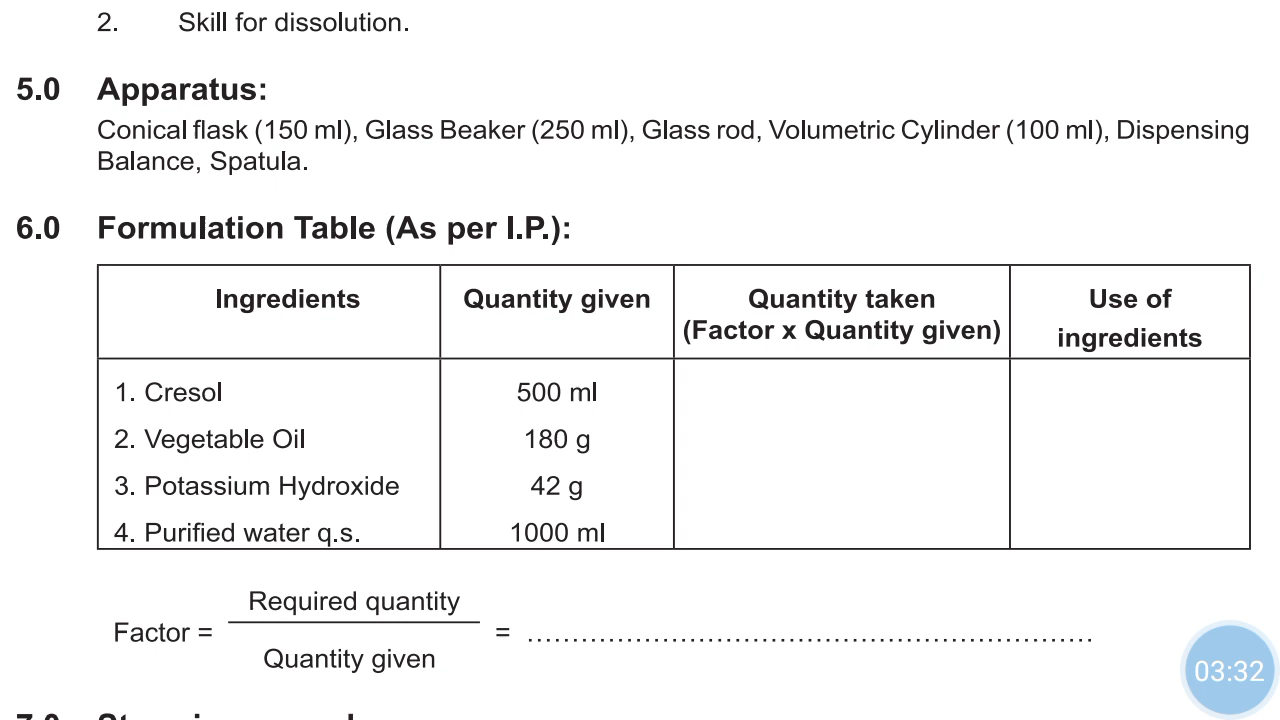 2. Skill for dissolution.
5.0 Apparatus:
Conical flask (150 ml), Glass Beaker (250 ml), Glass rod, Volumetric Cylinder (100 ml), Dispensing
Balance, Spatula.
6.0 Formulation Table (As per I.P.):
Ingredients Quantity given Quantity taken (Factor x Quantity given) Use of ingredients
1. Cresol 500 ml
2. Vegetable Oil 180 g
3. Potassium Hydroxide 42 g
4. Purified water q.s. 1000 ml
Required quantity
Factor = = ...............................................................
Quantity given
03:32